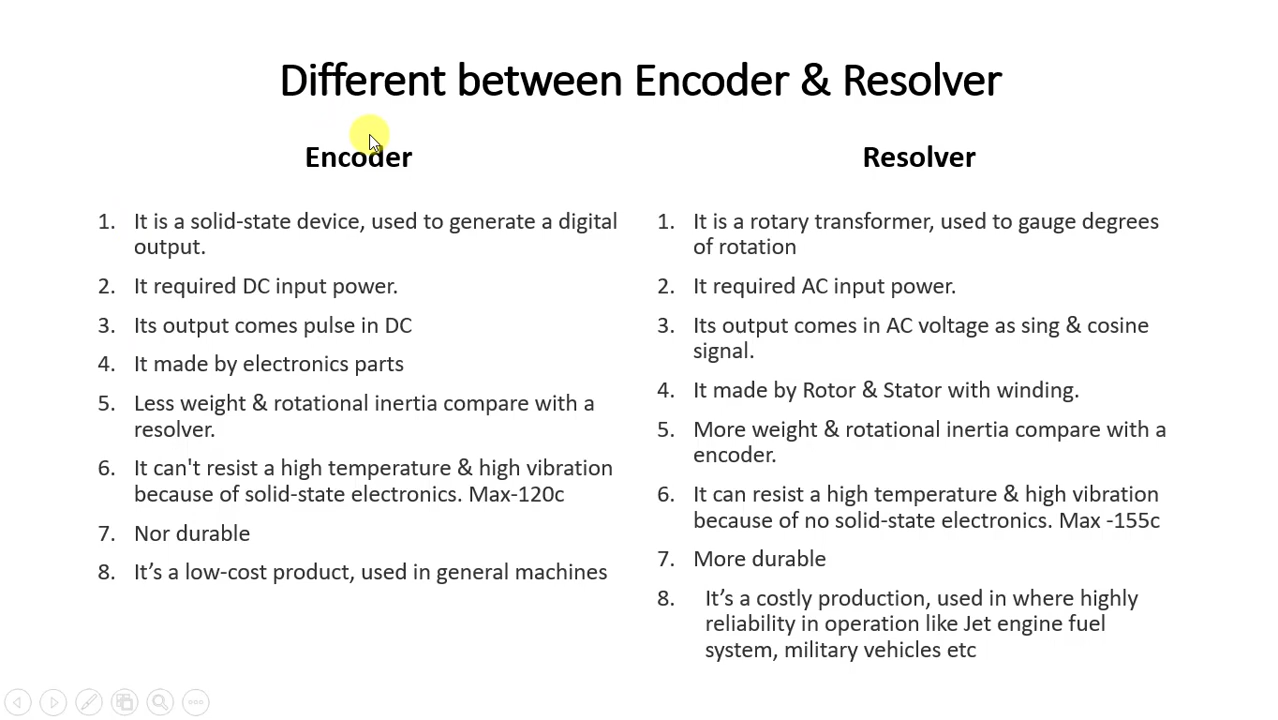 Different between Encoder & Resolver
Encoder
1. It is a solid-state device, used to generate a digital
output.
2. It required DC input power.
3. Its output comes pulse in DC
4. It made by electronics parts
5. Less weight & rotational inertia compare with a
resolver.
6. It can't resist a high temperature & high vibration
because of solid-state electronics. Max-120c
7. Nor durable
8. It’s a low-cost product, used in general machines
Resolver
1. It is a rotary transformer, used to gauge degrees
of rotation
2. It required AC input power.
3. Its output comes in AC voltage as sing & cosine
signal.
4. It made by Rotor & Stator with winding.
5. More weight & rotational inertia compare with a
encoder.
6. It can resist a high temperature & high vibration
because of no solid-state electronics. Max -155c
7. More durable
8. It’s a costly production, used in where highly
reliability in operation like Jet engine fuel
system, military vehicles etc